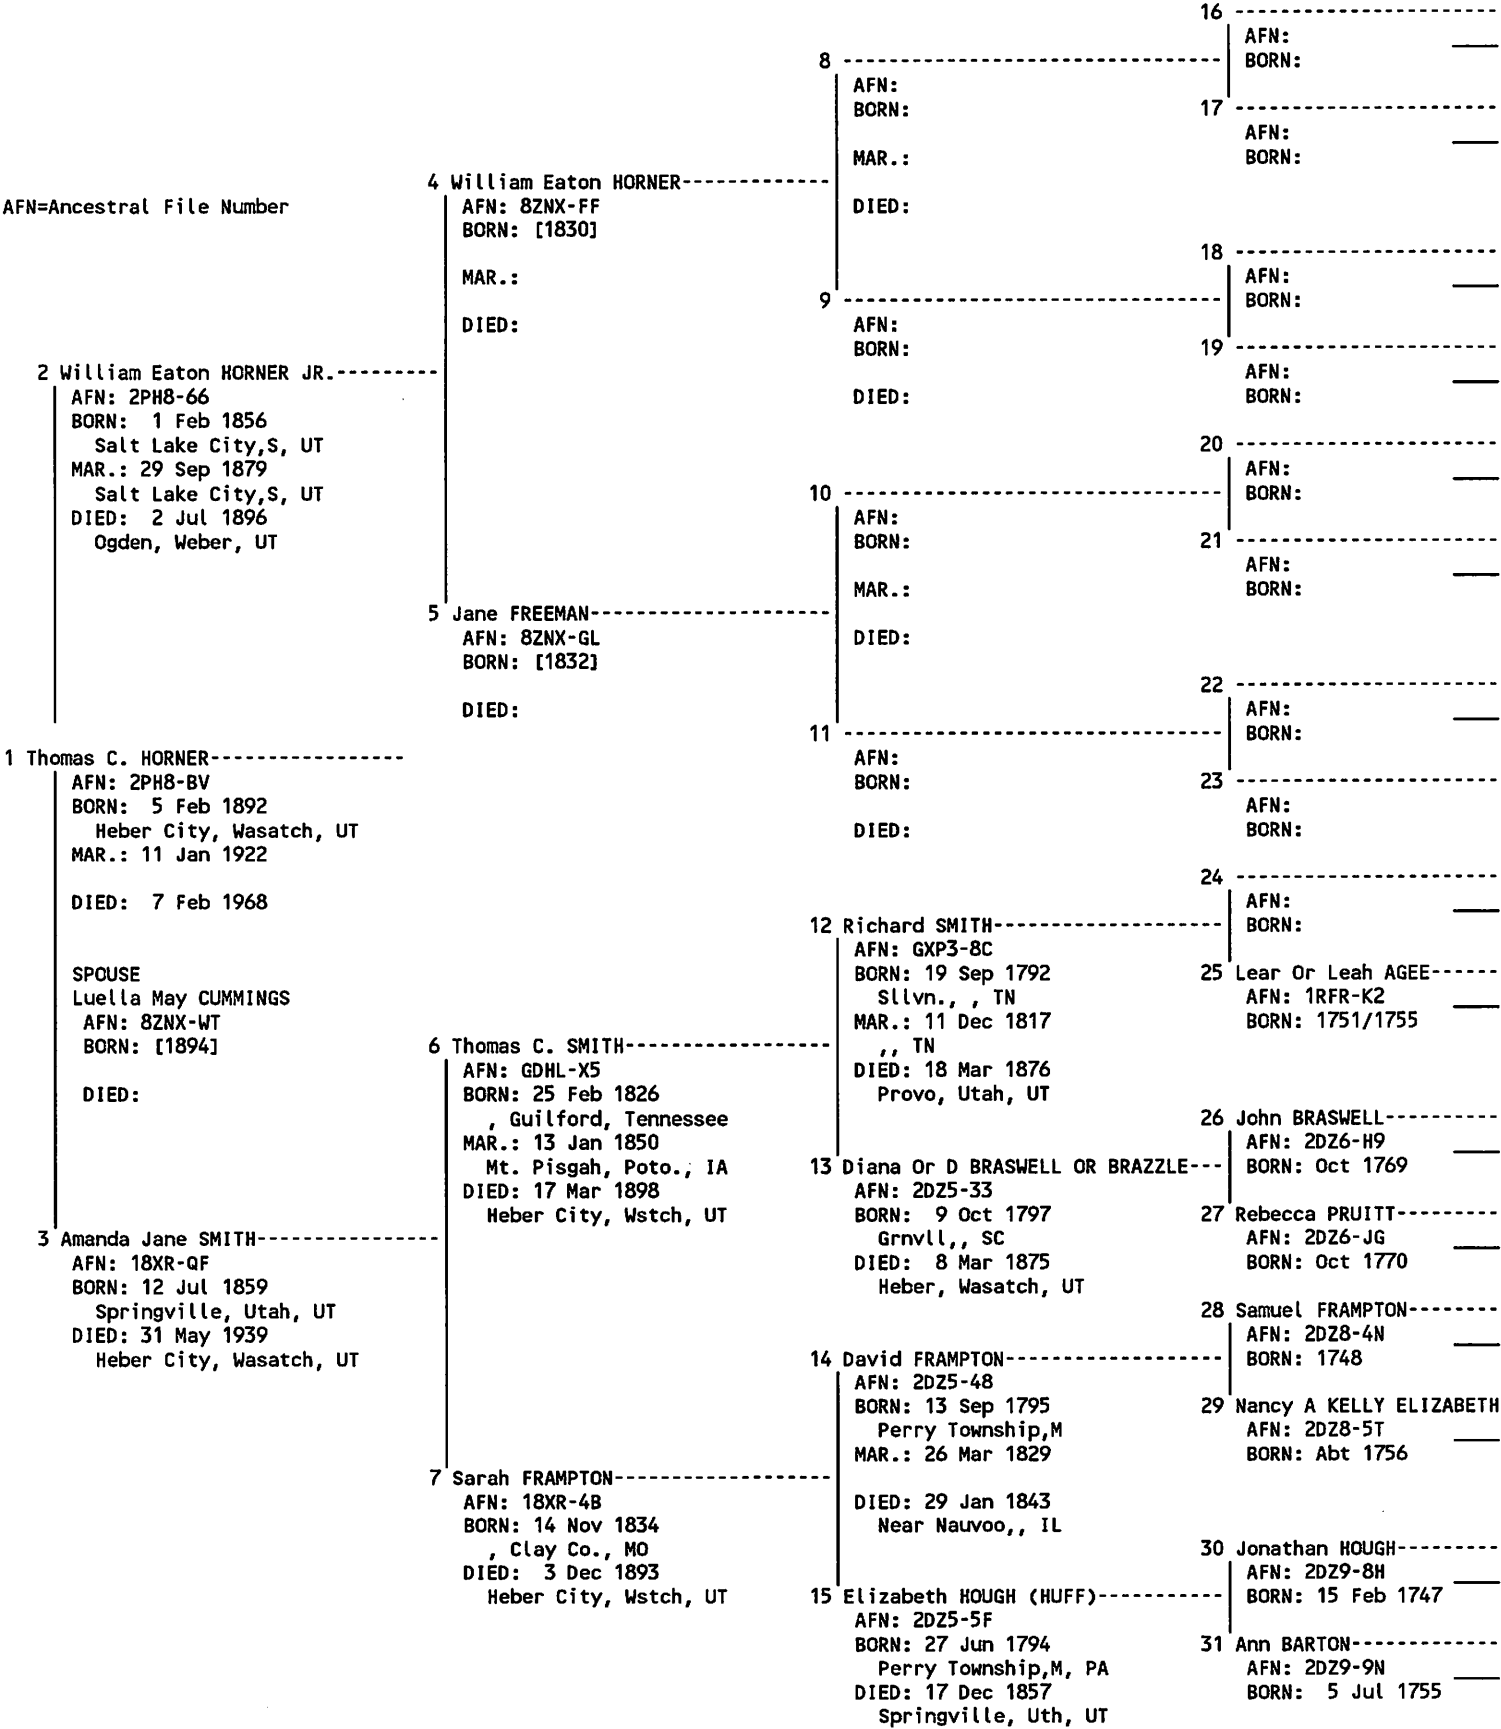 AFN=Ancestral File Number
1 Thomas C. HORNER-----------------
AFN: 2PH8-BV
BORN:  5 Feb 1892
Heber City, Wasatch, UT
MAR.: 11 Jan 1922
DIED:  7 Feb 1968
SPOUSE
Luella May CUMMINGS
AFN: 8ZNX-WT
BORN: [1894]
DIED:
2 William Eaton HORNER JR.---------
AFN: 2PH8-66
BORN:  1 Feb 1856
Salt Lake City,S, UT
MAR.: 29 Sep 1879
Salt Lake City,S, UT
DIED:  2 Jul 1896
Ogden, Weber, UT
3 Amanda Jane SMITH----------------
AFN: 18XR-QF
BORN: 12 Jul 1859
Springville, Utah, UT
DIED: 31 May 1939
Heber City, Wasatch, UT
4 William Eaton HORNER-------------
AFN: 8ZNX-FF
BORN: [1830]
MAR.:
DIED:
5 Jane FREEMAN---------------------
AFN: 8ZNX-GL
BORN: [1832]
DIED:
6 Thomas C. SMITH------------------
AFN: GDHL-X5
BORN: 25 Feb 1826
, Guilford, Tennessee
MAR.: 13 Jan 1850
Mt. Pisgah, Poto., IA
DIED: 17 Mar 1898
Heber City, Wstch, UT
7 Sarah FRAMPTON-------------------
AFN: 18XR-4B
BORN: 14 Nov 1834
, Clay Co., MO
DIED:  3 Dec 1893
Heber City, Wstch, UT
8 ---------------------------------
AFN:
BORN:
MAR.:
DIED:
9 ---------------------------------
AFN:
BORN:
DIED:
10 ---------------------------------
AFN:
BORN:
MAR.:
DIED:
11 ---------------------------------
AFN:
BORN:
DIED:
12 Richard SMITH--------------------
AFN: GXP3-8C
BORN: 19 Sep 1792
Sllvn., , TN
MAR.: 11 Dec 1817
,, TN
DIED: 18 Mar 1876
Provo, Utah, UT
13 Diana Or D BRASWELL OR BRAZZLE---
AFN: 2DZ5-33
BORN:  9 Oct 1797
Grnvll,, SC
DIED:  8 Mar 1875
Heber, Wasatch, UT
14 David FRAMPTON-------------------
AFN: 2DZ5-48
BORN: 13 Sep 1795
Perry Township,M
MAR.: 26 Mar 1829
DIED: 29 Jan 1843
Near Nauvoo,, IL
15 Elizabeth HOUGH (HUFF)-----------
AFN: 2DZ5-5F
BORN: 27 Jun 1794
Perry Township,M, PA
DIED: 17 Dec 1857
Springville, Uth, UT
16 -----------------------
AFN:
BORN:
17 -----------------------
AFN:
BORN:
18 -----------------------
AFN:
BORN:
19 -----------------------
AFN:
BORN:
20 -----------------------
AFN:
BORN:
21 -----------------------
AFN:
BORN:
22 -----------------------
AFN:
BORN:
23 -----------------------
AFN:
BORN:
24 -----------------------
AFN:
BORN:
25 Lear Or Leah AGEE------
AFN: 1RFR-K2
BORN: 1751/1755
26 John BRASWELL----------
AFN: 2DZ6-H9
BORN: Oct 1769
27 Rebecca PRUITT---------
AFN: 2DZ6-JG
BORN: Oct 1770
28 Samuel FRAMPTON--------
AFN: 2DZ8-4N
BORN: 1748
29 Nancy A KELLY ELIZABETH
AFN: 2DZ8-5T
BORN: Abt 1756
30 Jonathan HOUGH---------
AFN: 2DZ9-8H
BORN: 15 Feb 1747
31 Ann BARTON-------------
AFN: 2DZ9-9N
BORN:  5 Jul 1755